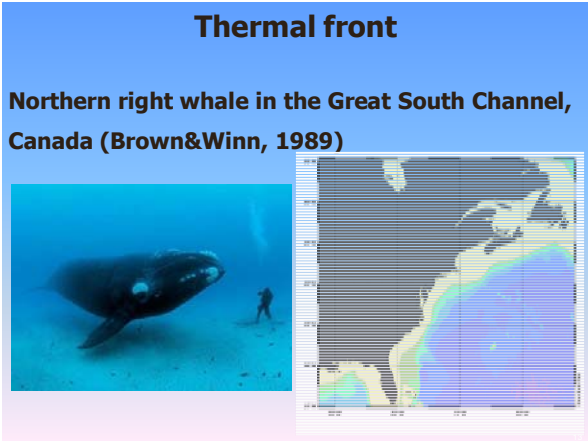 Thermal front
Northern right whale in the Great South Channel,
Canada (Brown&Winn, 1989)